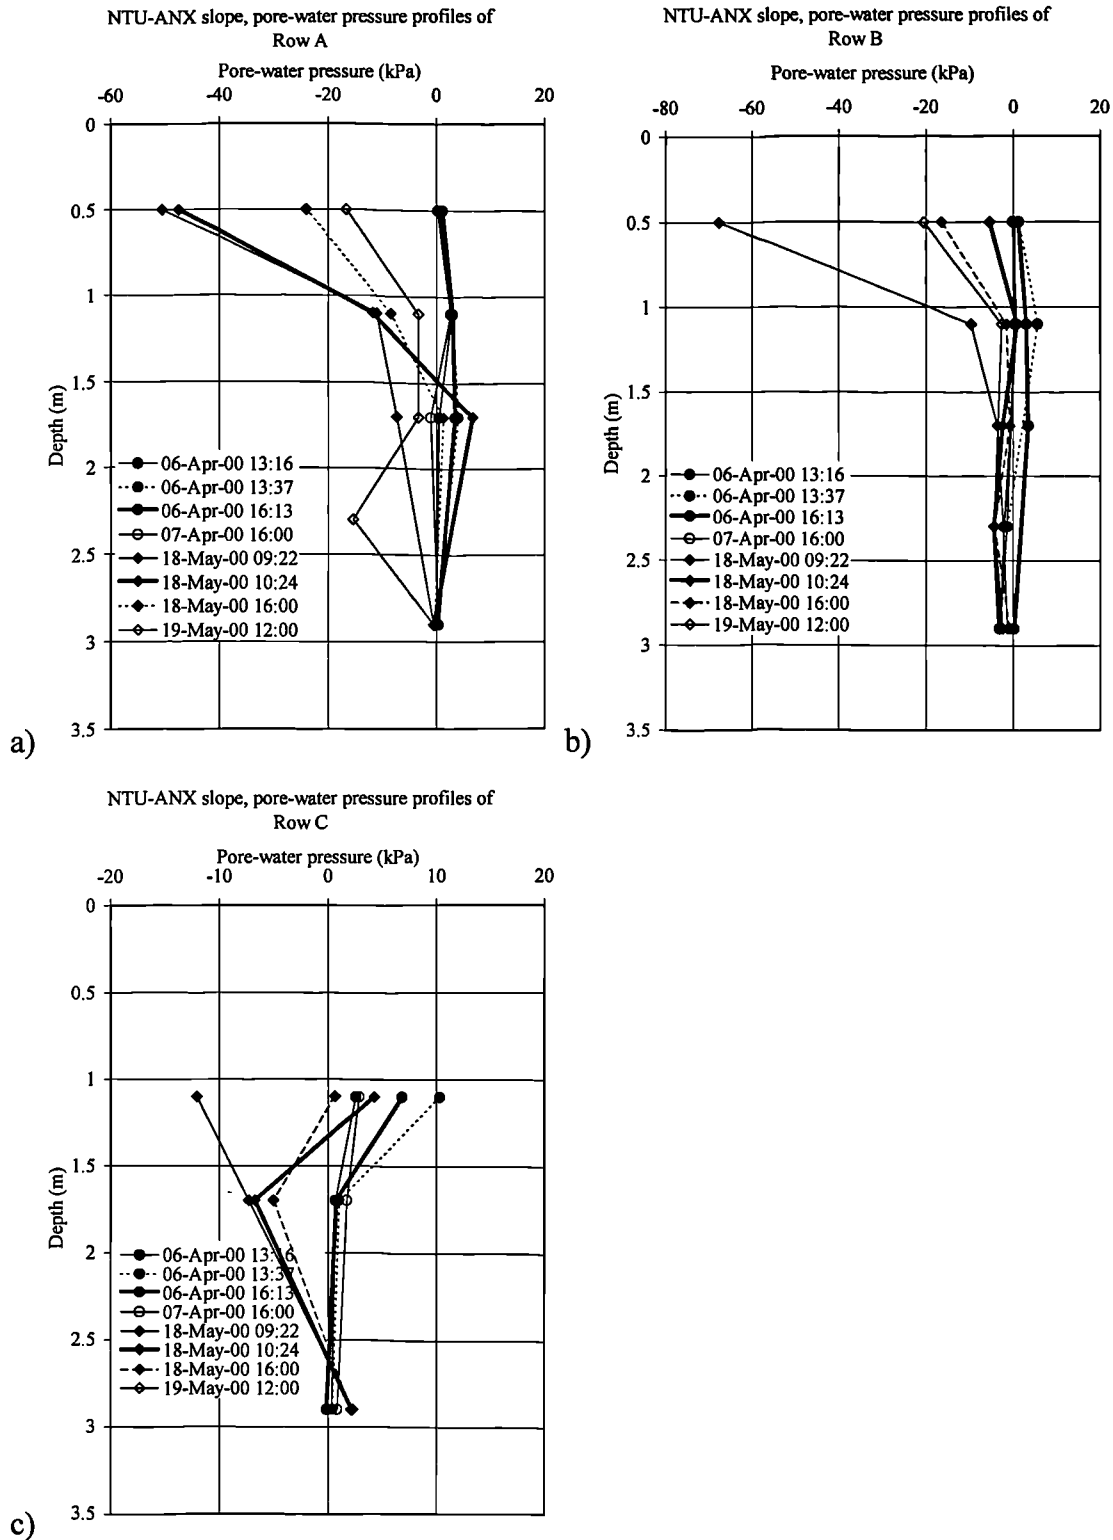 NTU-ANX slope, pore-water pressure profiles of
Row A
Pore-water pressure (kPa)
-60 -40 -20 0 20
0
0.5
1
1.5
2
2.5
3
3.5
Depth (m)
06-Apr-00 13:16
06-Apr-00 13:37
06-Apr-00 16:13
07-Apr-00 16:00
18-May-00 09:22
18-May-00 10:24
18-May-00 16:00
19-May-00 12:00
a)
NTU-ANX slope, pore-water pressure profiles of
Row B
Pore-water pressure (kPa)
-80 -60 -40 -20 0 20
0
0.5
1
1.5
2
2.5
3
3.5
Depth (m)
06-Apr-00 13:16
06-Apr-00 13:37
06-Apr-00 16:13
07-Apr-00 16:00
18-May-00 09:22
18-May-00 10:24
18-May-00 16:00
19-May-00 12:00
b)
NTU-ANX slope, pore-water pressure profiles of
Row C
Pore-water pressure (kPa)
-20 -10 0 10 20
0
0.5
1
1.5
2
2.5
3
3.5
Depth (m)
06-Apr-00 13:16
06-Apr-00 13:37
06-Apr-00 16:13
07-Apr-00 16:00
18-May-00 09:22
18-May-00 10:24
18-May-00 16:00
19-May-00 12:00
c)